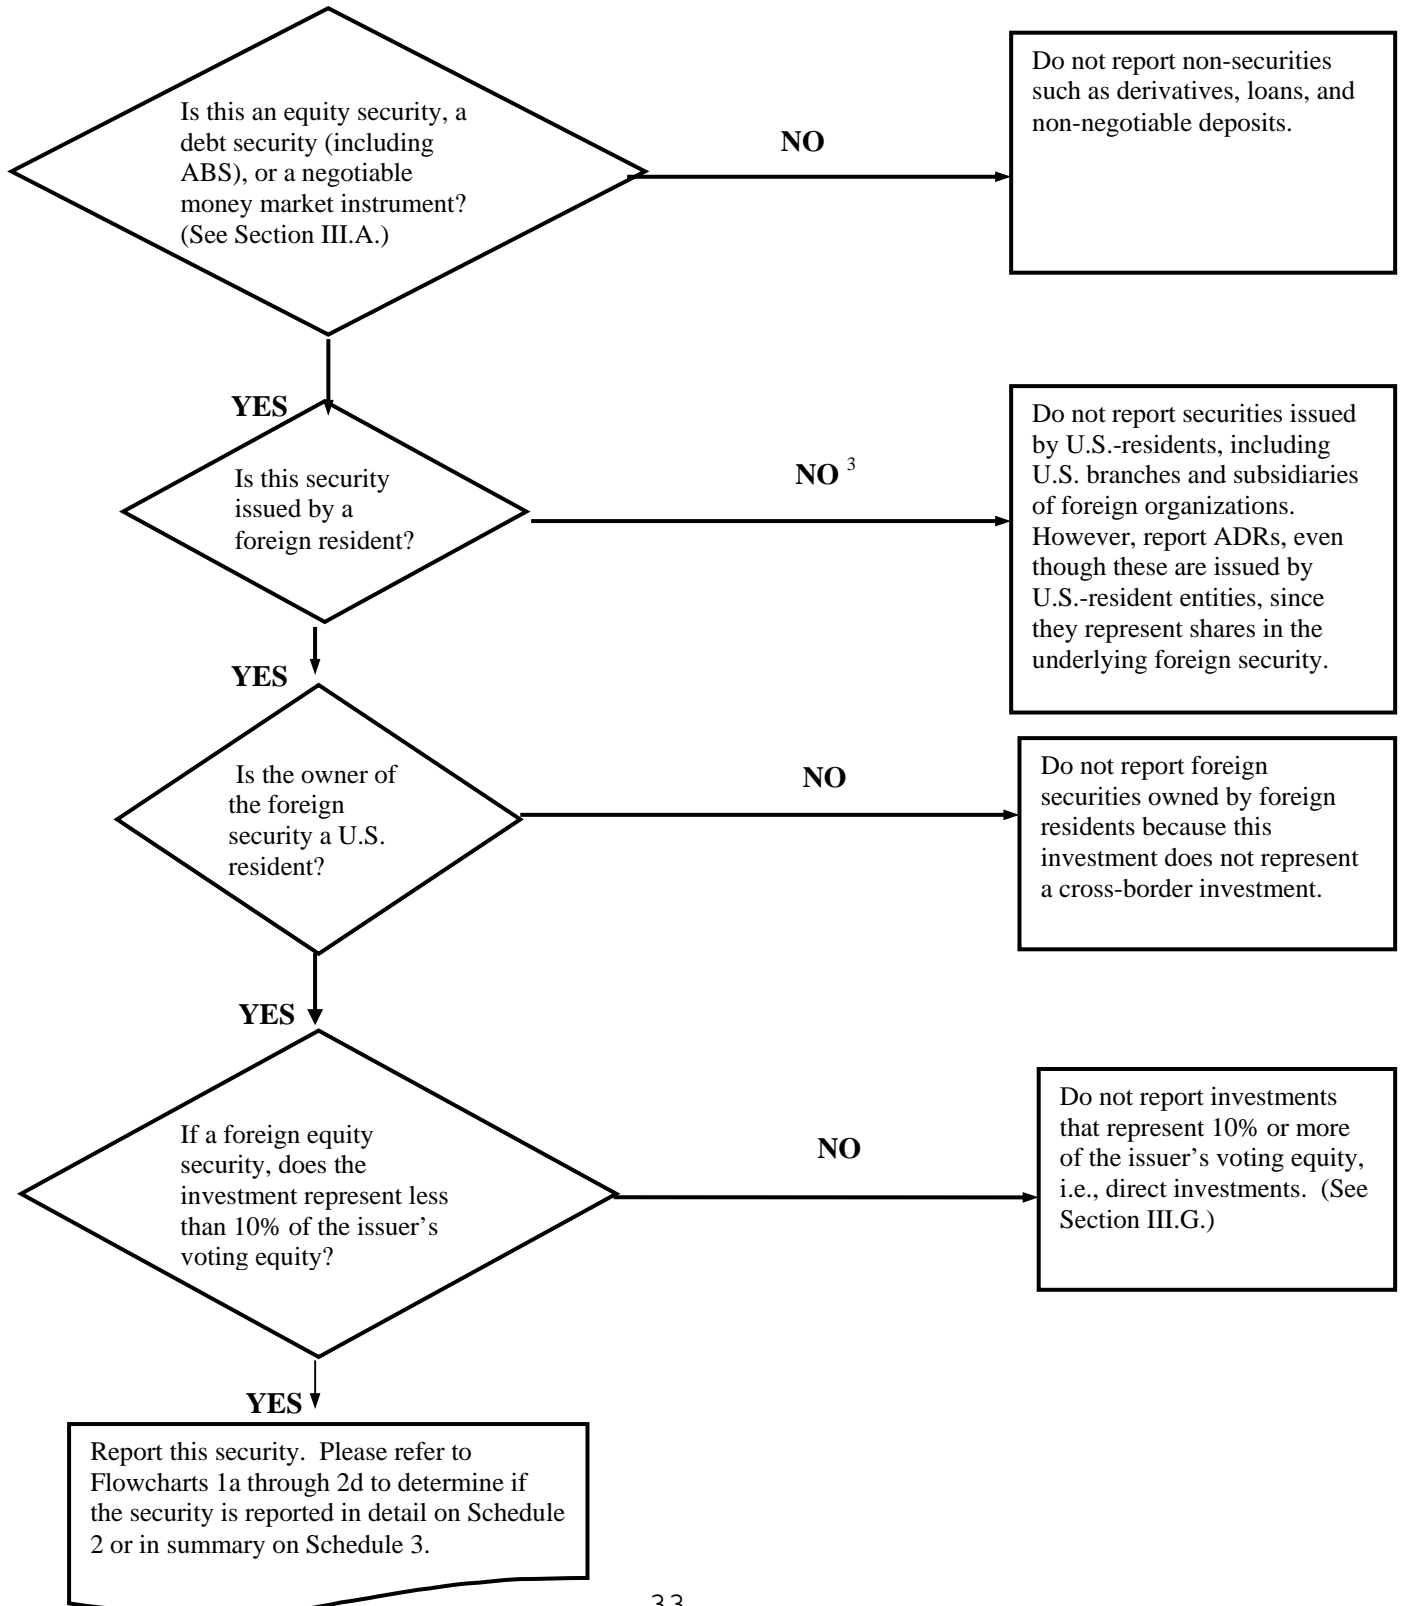 Is this an equity security, a
debt security (including
ABS), or a negotiable
money market instrument?
(See Section III.A.)
NO
Do not report non-securities
such as derivatives, loans, and
non-negotiable deposits.
YES
Is this security
issued by a
foreign resident?
NO 3
Do not report securities issued
by U.S.-residents, including
U.S. branches and subsidiaries
of foreign organizations.
However, report ADRs, even
though these are issued by
U.S.-resident entities, since
they represent shares in the
underlying foreign security.
YES
Is the owner of
the foreign
security a U.S.
resident?
NO
Do not report foreign
securities owned by foreign
residents because this
investment does not represent
a cross-border investment.
YES
If a foreign equity
security, does the
investment represent less
than 10% of the issuer's
voting equity?
NO
Do not report investments
that represent 10% or more
of the issuer's voting equity,
i.e., direct investments.  (See
Section III.G.)
YES
Report this security.  Please refer to
Flowcharts 1a through 2d to determine if
the security is reported in detail on Schedule
2 or in summary on Schedule 3.
33